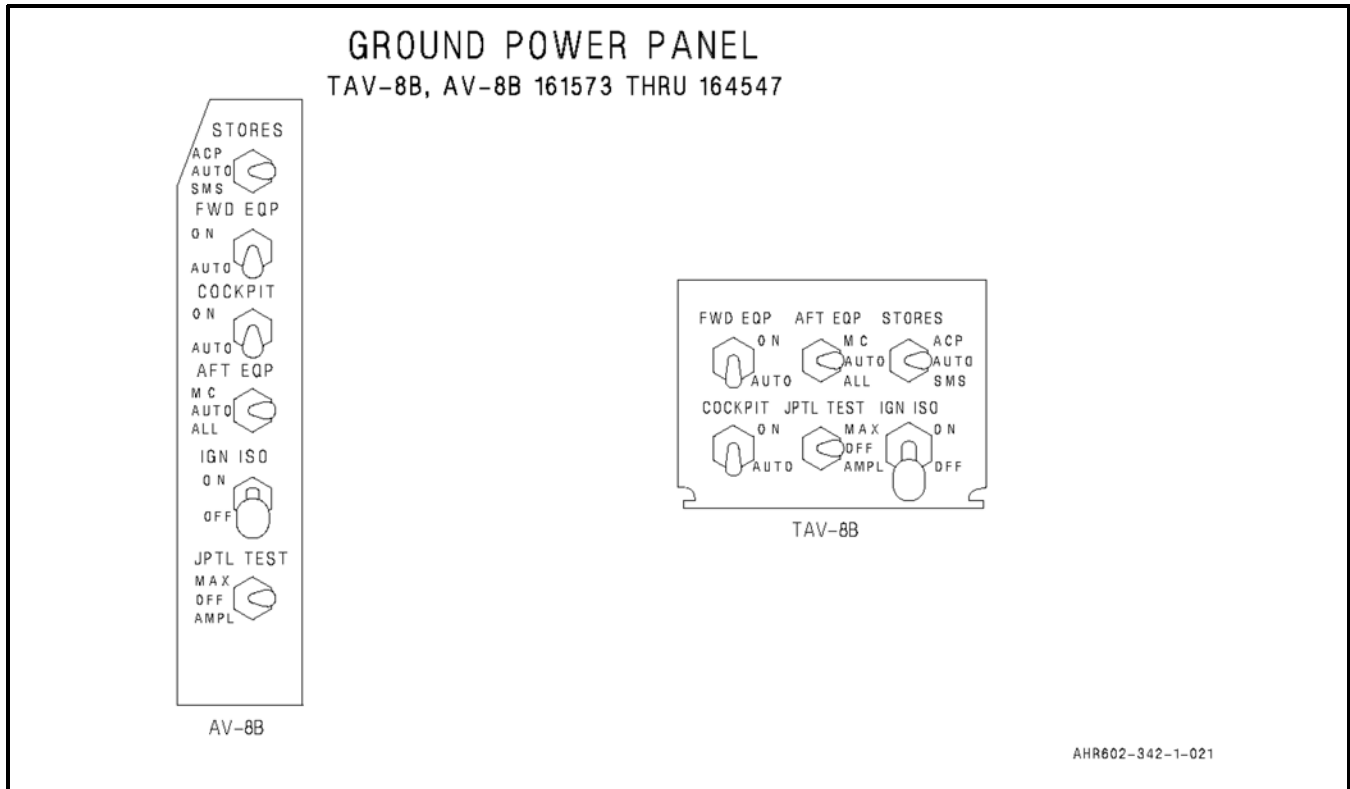 GROUND POWER PANEL
TAV-8B, AV-8B 161573 THRU 164547
STORES
ACP
AUTO
SMS
FWD EQP
ON
AUTO
COCKPIT
ON
AUTO
AFT EQP
MC
AUTO
ALL
IGN ISO
ON
OFF
JPTL TEST
MAX
OFF
AMPL
AV-8B
FWD EQP AFT EQP STORES
ON MC ACP
AUTO AUTO
AUTO ALL SMS
COCKPIT JPTL TEST IGN ISO
ON MAX ON
OFF
AUTO AMPL OFF
TAV-8B
AHR602-342-1-021